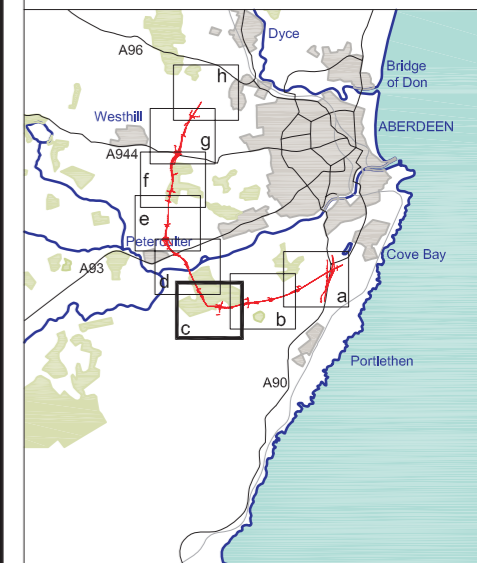 Dyce
A96
Bridge
of Don
h
Westhill
ABERDEEN
g
A944
f
e
Peterculter
Cove Bay
A93
d
a
b
c
Portlethen
A90